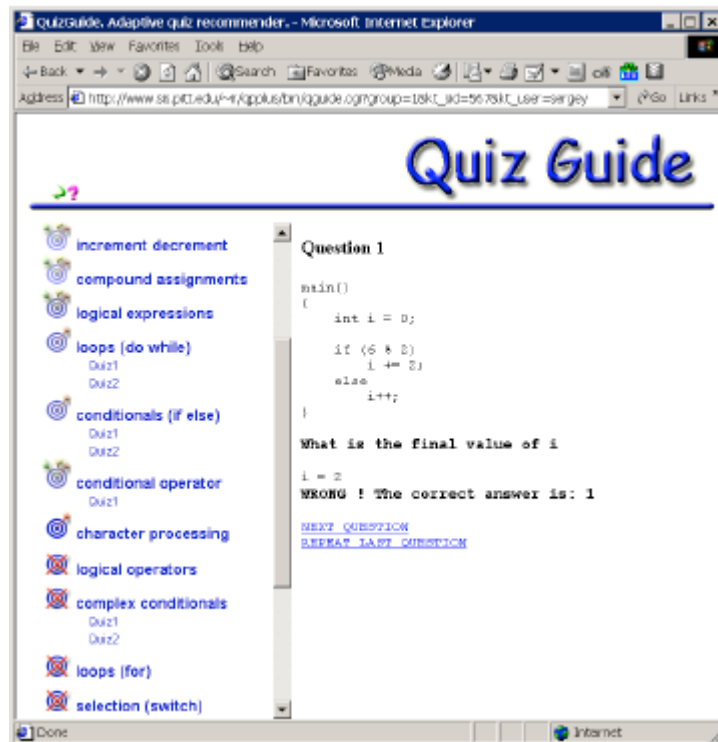 QuizGuide. Adaptive quiz recommender. - Microsoft Internet Explorer
File Edit View Favorites Tools Help
Back Search Favorites Media
Address http://www.sis.pitt.edu/~ Go Links
Quiz Guide
increment decrement
compound assignments
logical expressions
loops (do while)
Quiz1
Quiz2
conditionals (if else)
Quiz1
Quiz2
conditional operator
Quiz1
character processing
logical operators
complex conditionals
Quiz1
Quiz2
loops (for)
selection (switch)
Question 1
main()
{
int i = 0;
if (6 % 2)
i += 2;
else
i++;
}
What is the final value of i
i = 2
WRONG ! The correct answer is: 1
NEXT QUESTION
REPEAT LAST QUESTION
Done Internet